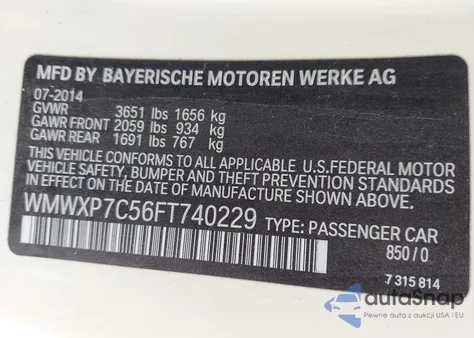 MFD BY BAYERISCHE MOTOREN WERKE AG
07-2014
GVWR 3651 lbs 1656 kg
GAWR FRONT 2059 lbs 934 kg
GAWR REAR 1691 lbs 767 kg
THIS VEHICLE CONFORMS TO ALL APPLICABLE U.S.FEDERAL MOTOR
VEHICLE SAFETY, BUMPER AND THEFT PREVENTION STANDARDS
IN EFFECT ON THE DATE OF MANUFACTURE SHOWN ABOVE.
WMWXP7C56FT740229 TYPE: PASSENGER CAR
850/0
7 315 814
autoSnap
Pewne auta z aukcji USA i EU